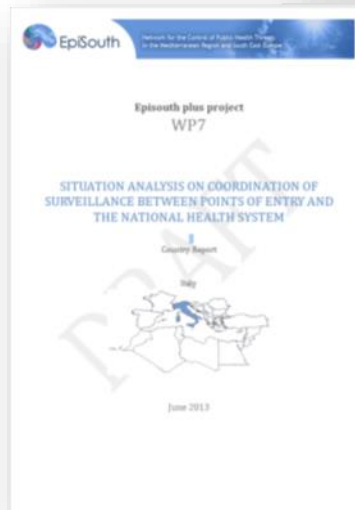 EpiSouth
Network for the Control of Public Health Threats
in the Mediterranean Region and South East Europe
Episouth plus project
WP7
SITUATION ANALYSIS ON COORDINATION OF
SURVEILLANCE BETWEEN POINTS OF ENTRY AND
THE NATIONAL HEALTH SYSTEM
Country Report
Italy
DRAFT
June 2013